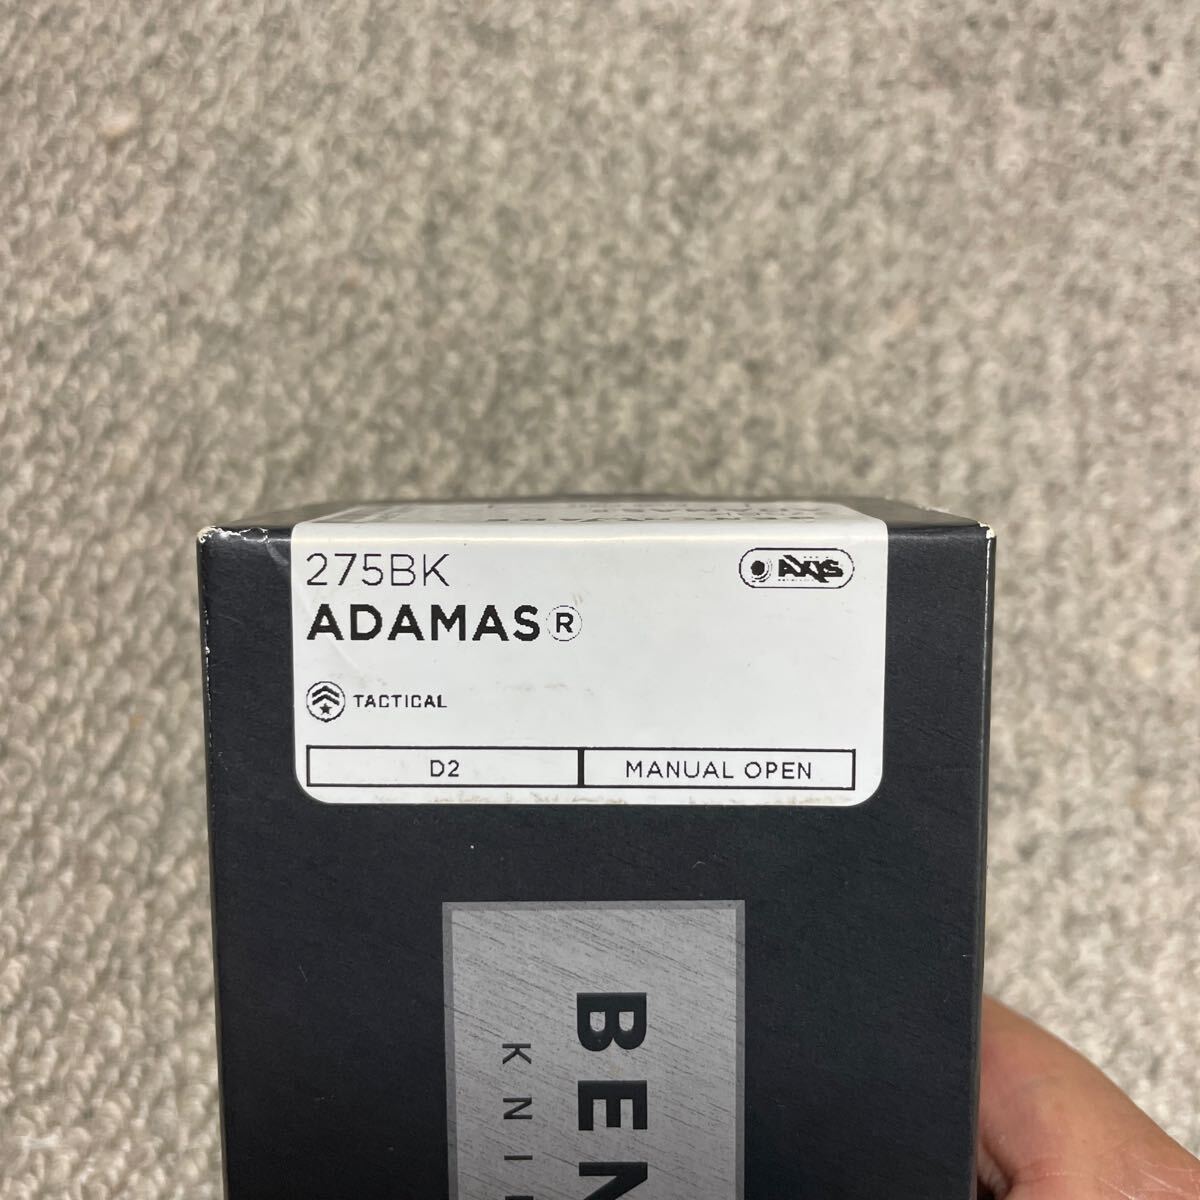 275BK
AXIS
ADAMAS®
TACTICAL
D2
MANUAL OPEN
BEN
KNI